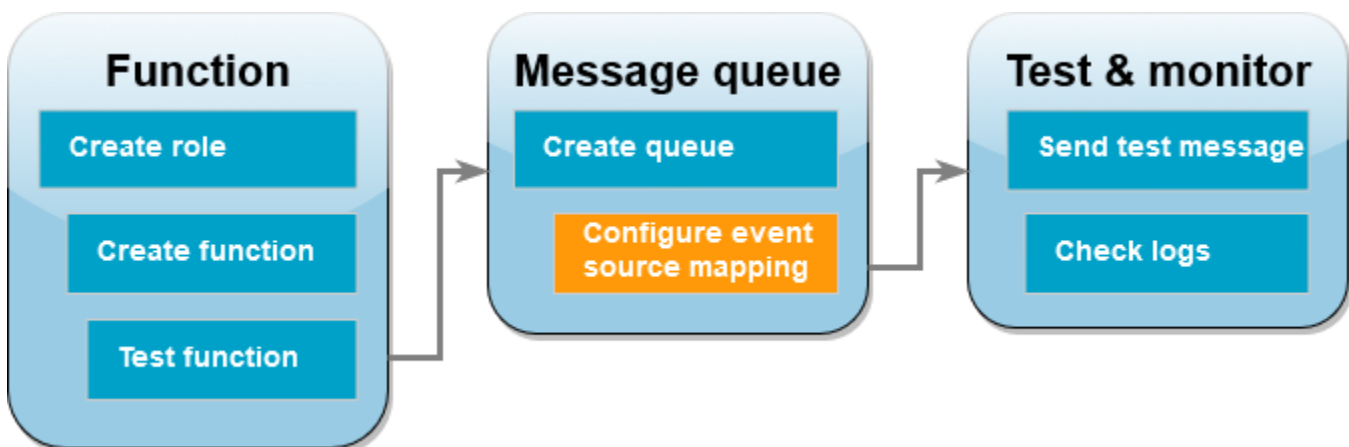 Function
Create role
Create function
Test function
Message queue
Create queue
Configure event
source mapping
Test & monitor
Send test message
Check logs